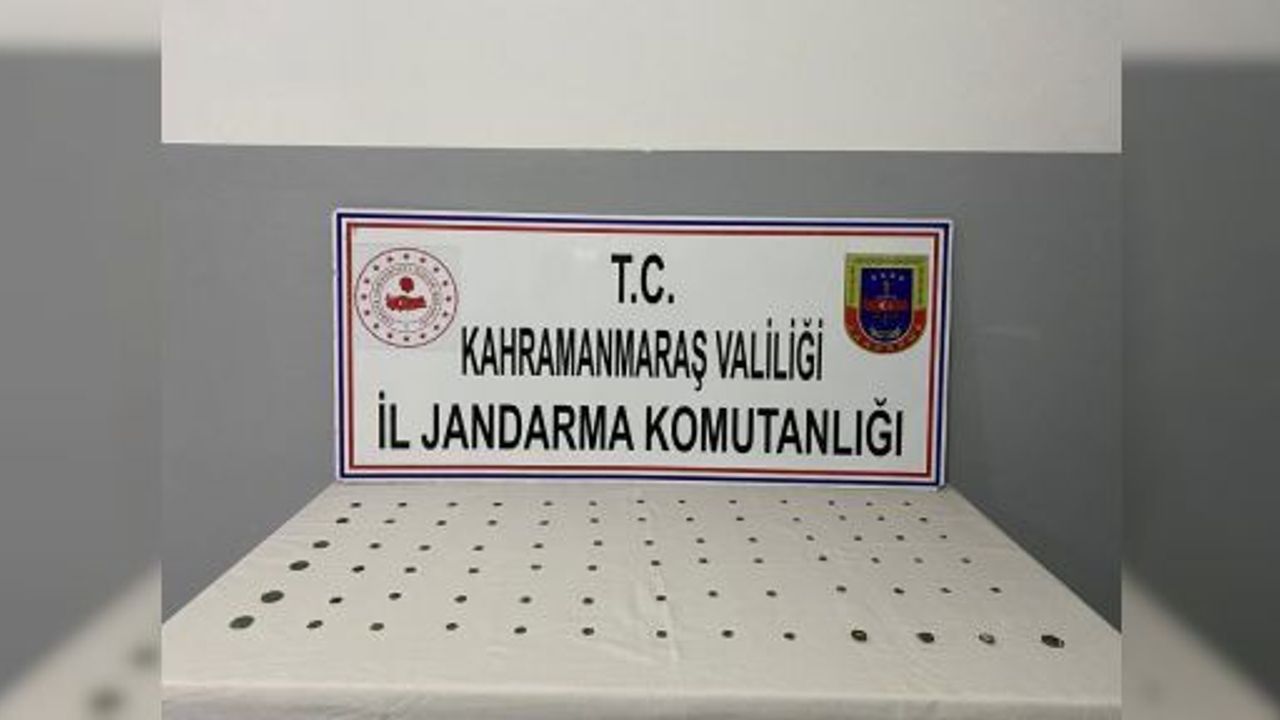 T.C.
KAHRAMANMARAŞ VALİLİĞİ
İL JANDARMA KOMUTANLIĞI